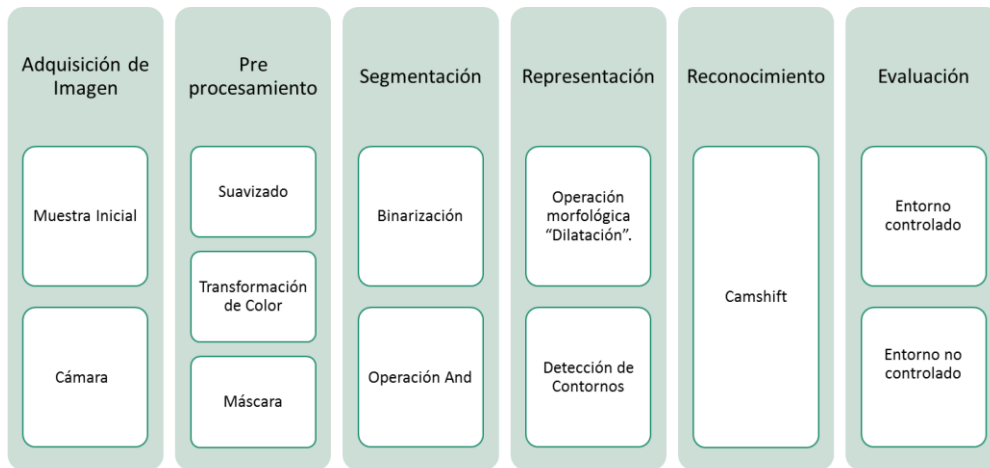 Adquisición de
Imagen
Muestra Inicial
Cámara
Pre
procesamiento
Suavizado
Transformación
de Color
Máscara
Segmentación
Binarización
Operación And
Representación
Operación
morfológica
“Dilatación”.
Detección de
Contornos
Reconocimiento
Camshift
Evaluación
Entorno
controlado
Entorno no
controlado